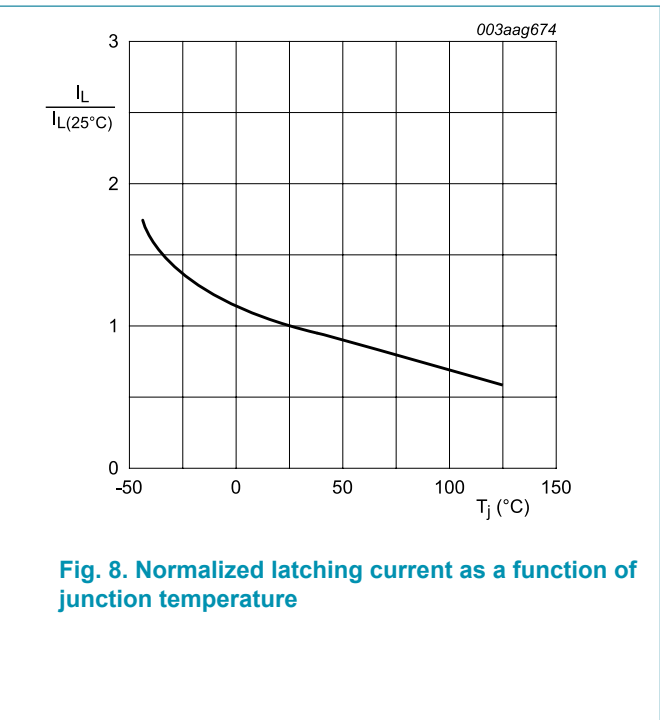 003aag674
3
I_L
I_L(25°C)
2
1
0
-50 0 50 100 150
T_j (°C)
Fig. 8. Normalized latching current as a function of
junction temperature